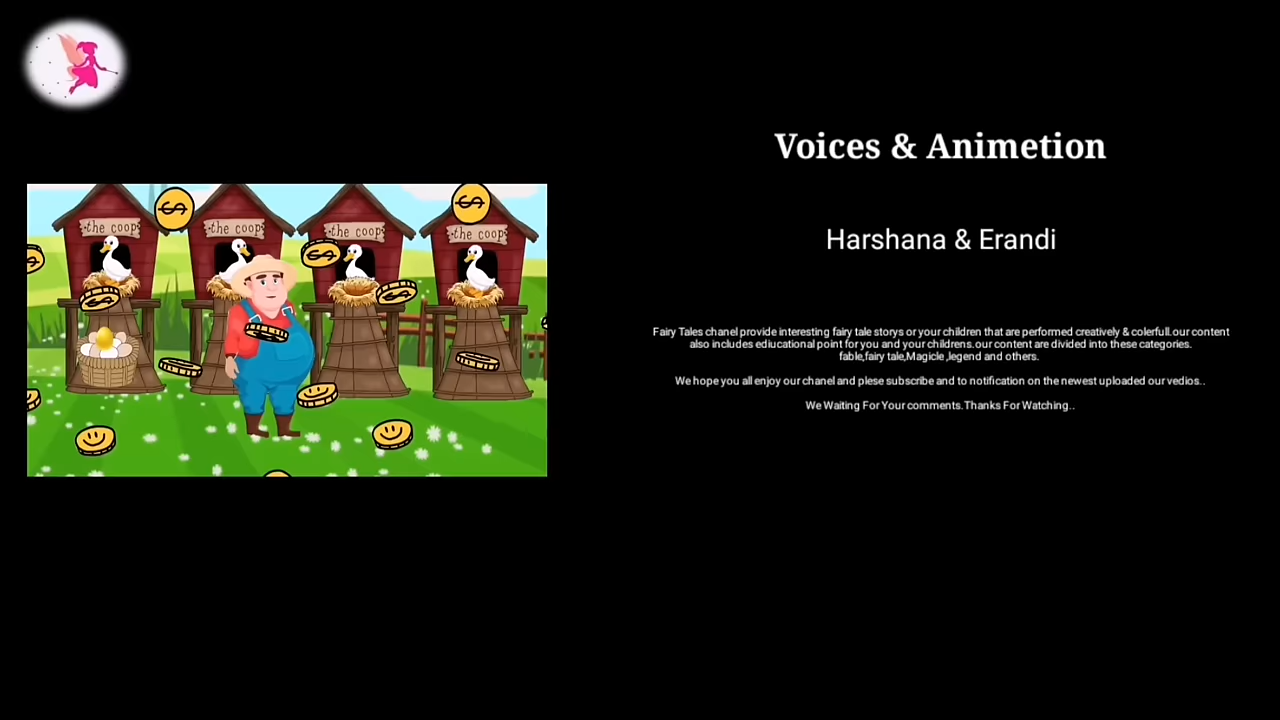 Voices & Animetion
the coop
the coop
the coop
the coop
Harshana & Erandi
Fairy Tales chanel provide interesting fairy tale storys or your children that are performed creatively & colerfull.our content
also includes ediucational point for you and your childrens.our content are divided into these categories.
fable,fairy tale,Magicle ,legend and others.
We hope you all enjoy our chanel and plese subscribe and to notification on the newest uploaded our vedios..
We Waiting For Your comments.Thanks For Watching..